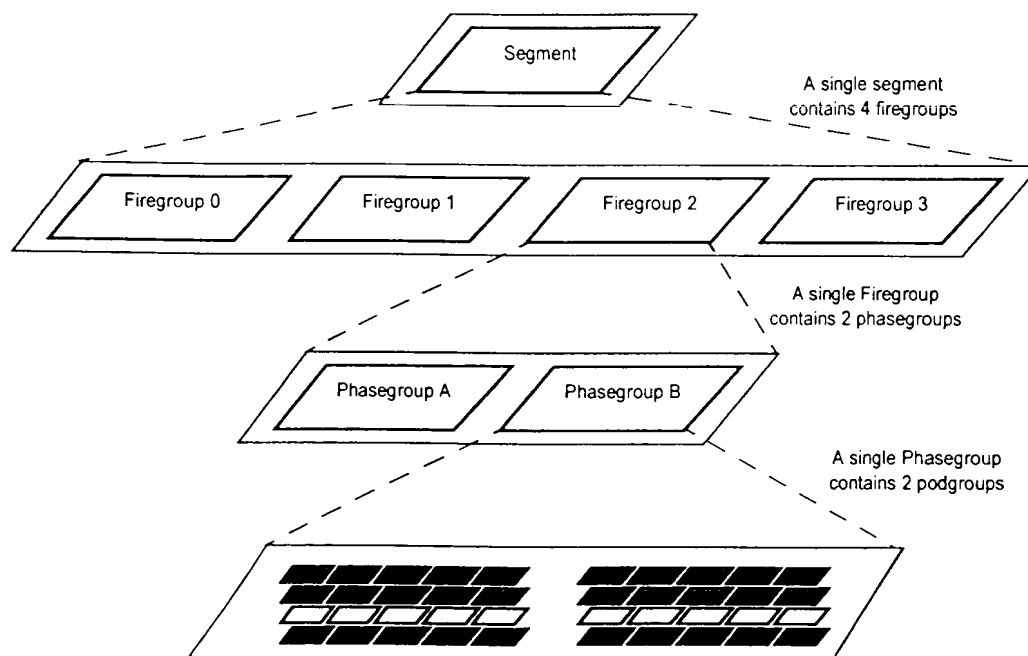 Segment
A single segment
contains 4 firegroups
Firegroup 0
Firegroup 1
Firegroup 2
Firegroup 3
A single Firegroup
contains 2 phasegroups
Phasegroup A
Phasegroup B
A single Phasegroup
contains 2 podgroups